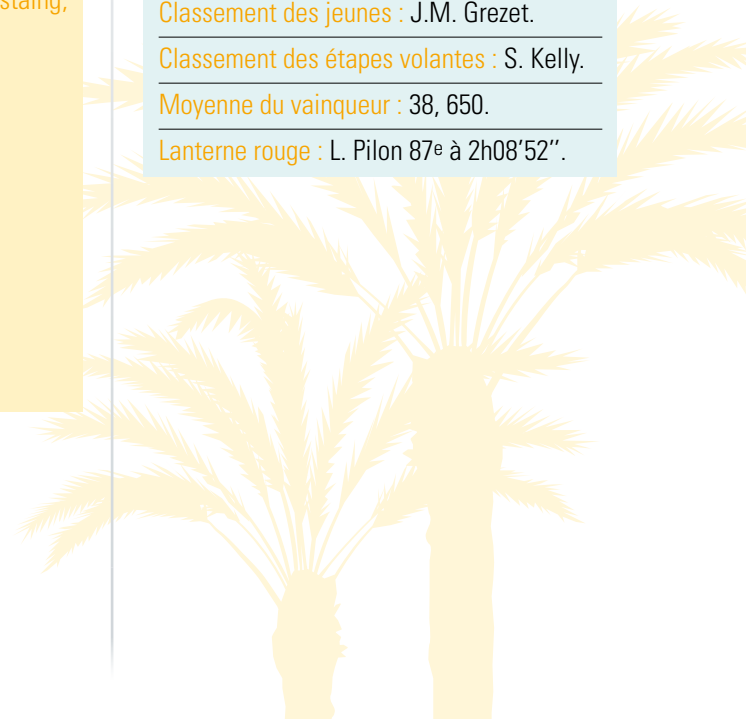 staing,
Classement des jeunes : J.M. Grezet.
Classement des étapes volantes : S. Kelly.
Moyenne du vainqueur : 38, 650.
Lanterne rouge : L. Pilon 87e à 2h08’52’’.